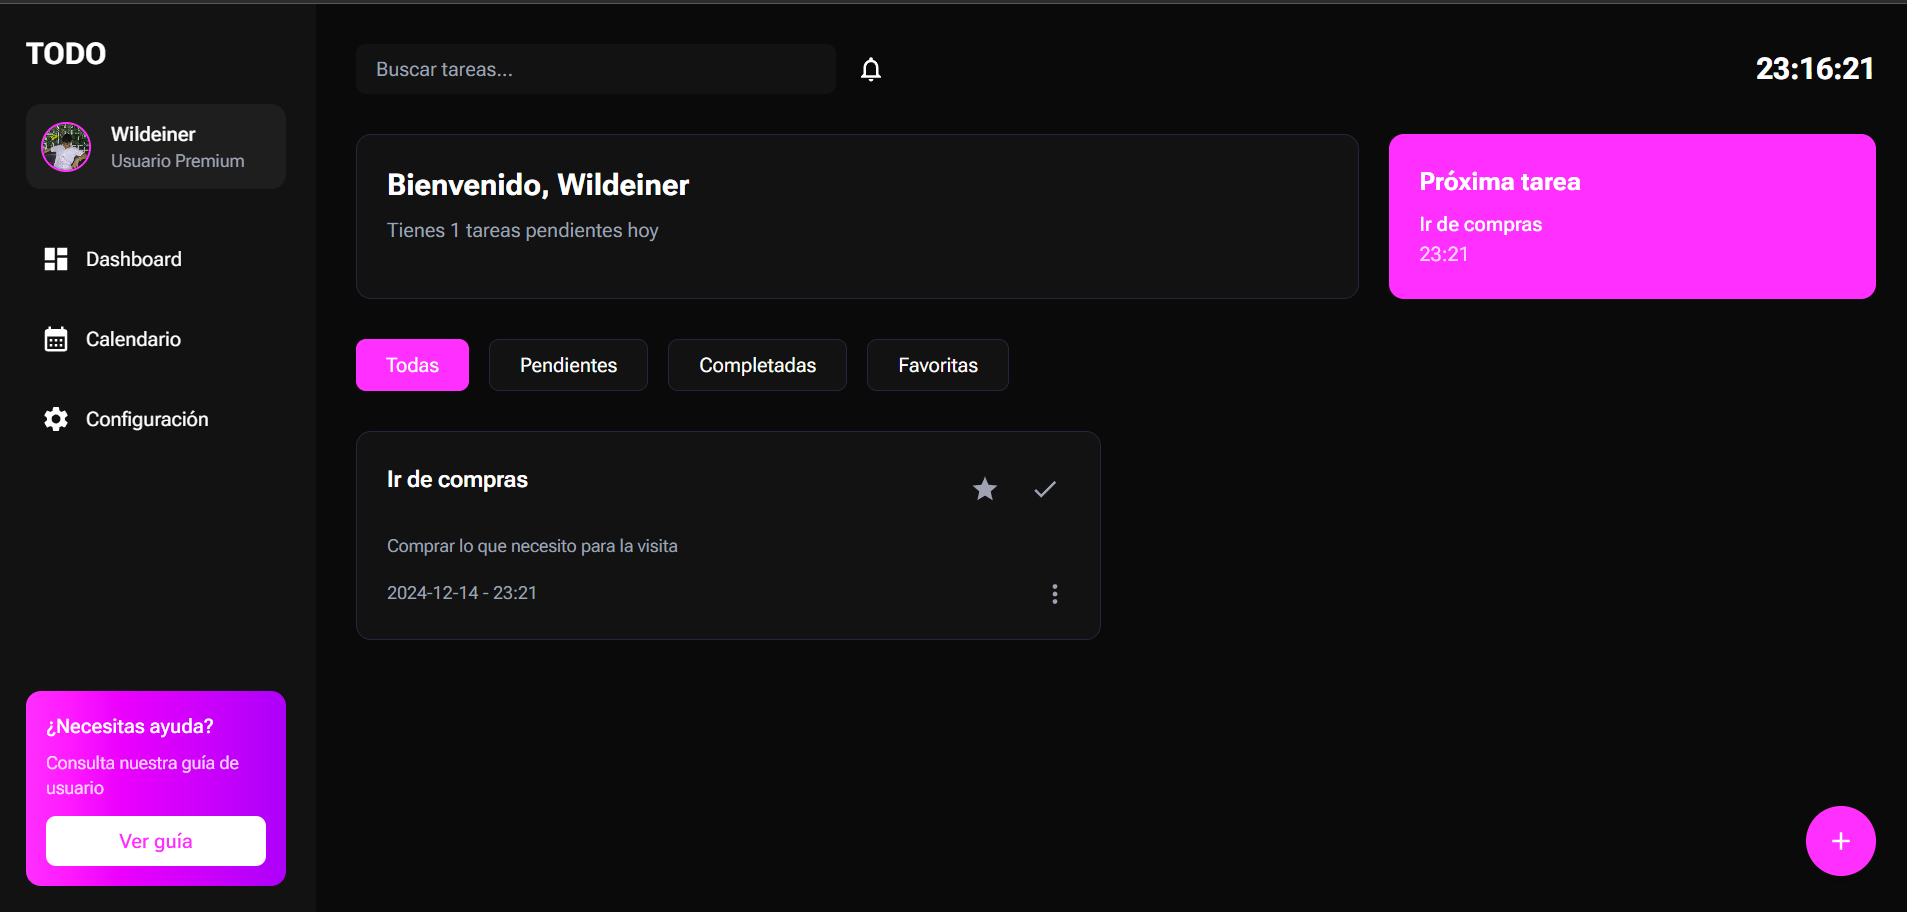 TODO
Wildeiner
Usuario Premium
Dashboard
Calendario
Configuración
¿Necesitas ayuda?
Consulta nuestra guía de
usuario
Ver guía
Buscar tareas...
23:16:21
Bienvenido, Wildeiner
Tienes 1 tareas pendientes hoy
Próxima tarea
Ir de compras
23:21
Todas
Pendientes
Completadas
Favoritas
Ir de compras
Comprar lo que necesito para la visita
2024-12-14 - 23:21